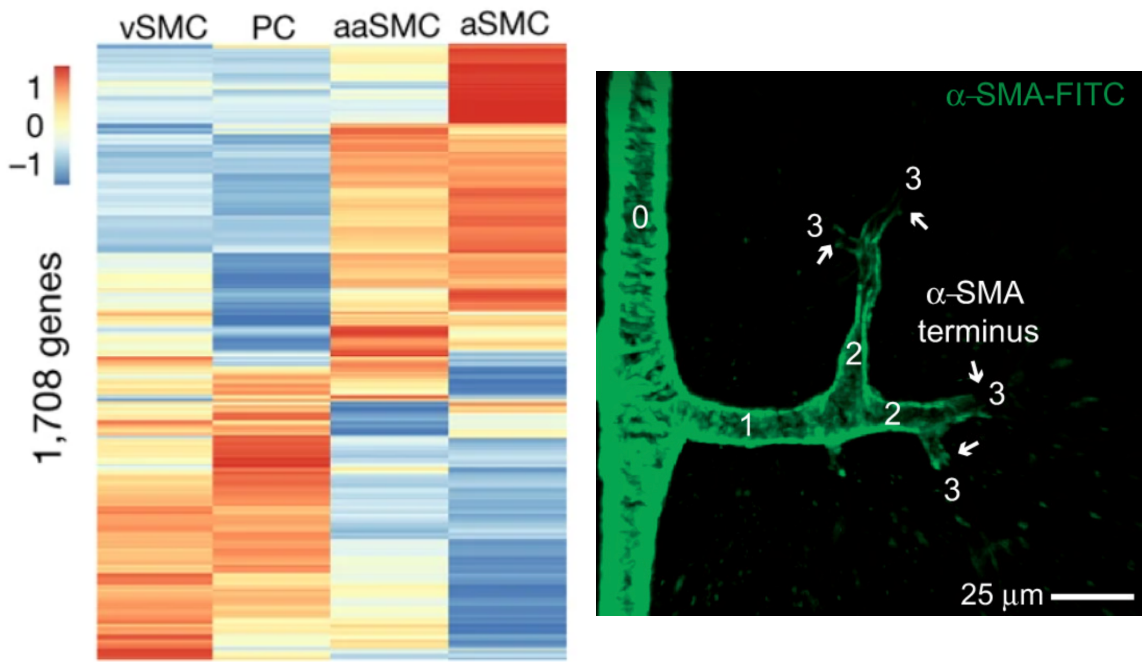 vSMC PC aaSMC aSMC
1
0
−1
1,708 genes
α-SMA-FITC
0
3
3
α-SMA
terminus
2
3
2
1
3
25 μm